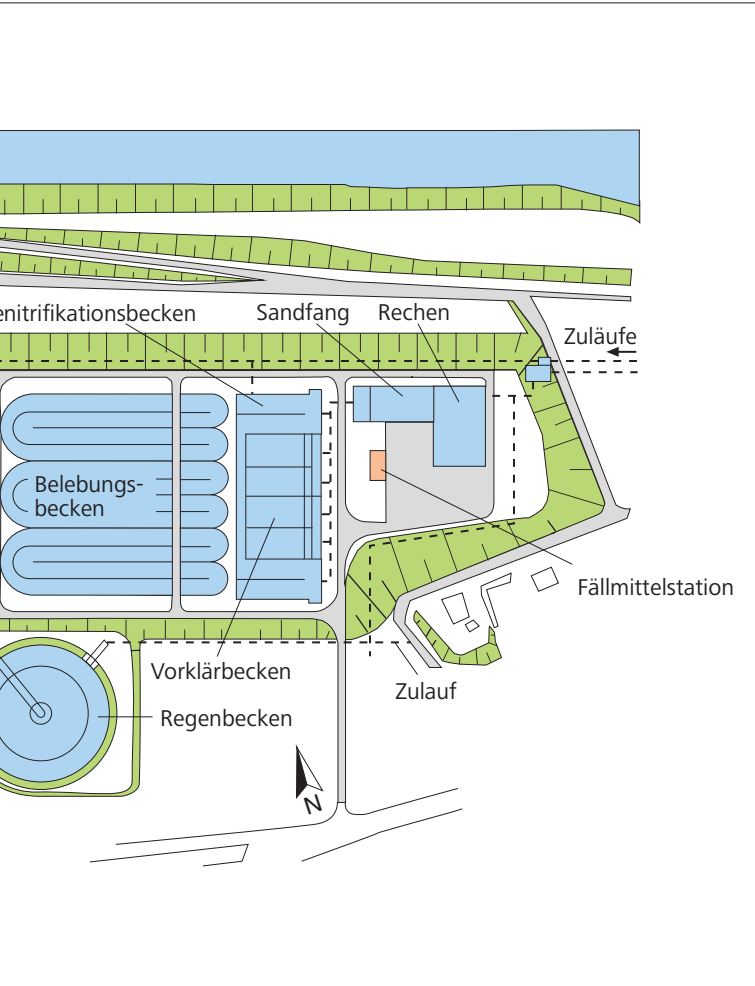 enitrifikationsbecken
Sandfang
Rechen
Zuläufe
Belebungs-
becken
Fällmittelstation
Vorklärbecken
Zulauf
Regenbecken
N